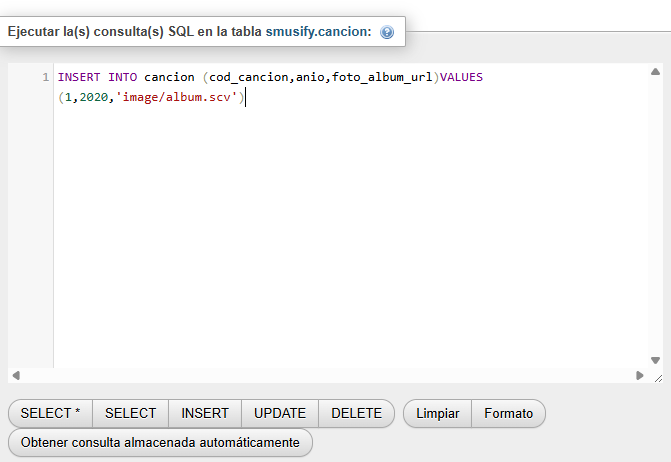 Ejecutar la(s) consulta(s) SQL en la tabla smusify.cancion:
1 INSERT INTO cancion (cod_cancion,anio,foto_album_url)VALUES
(1,2020,'image/album.scv')
SELECT * SELECT INSERT UPDATE DELETE Limpiar Formato
Obtener consulta almacenada automáticamente